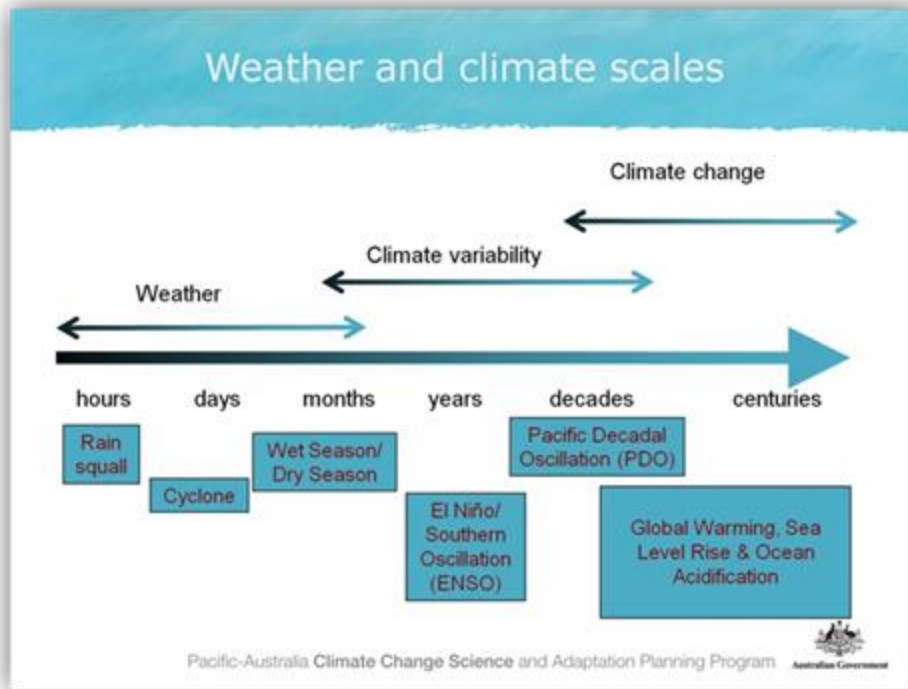 Weather and climate scales
Climate change
Climate variability
Weather
hours days months years decades centuries
Rain
squall
Cyclone
Wet Season/
Dry Season
El Niño/
Southern
Oscillation
(ENSO)
Pacific Decadal
Oscillation (PDO)
Global Warming, Sea
Level Rise & Ocean
Acidification
Pacific-Australia Climate Change Science and Adaptation Planning Program
Australian Government